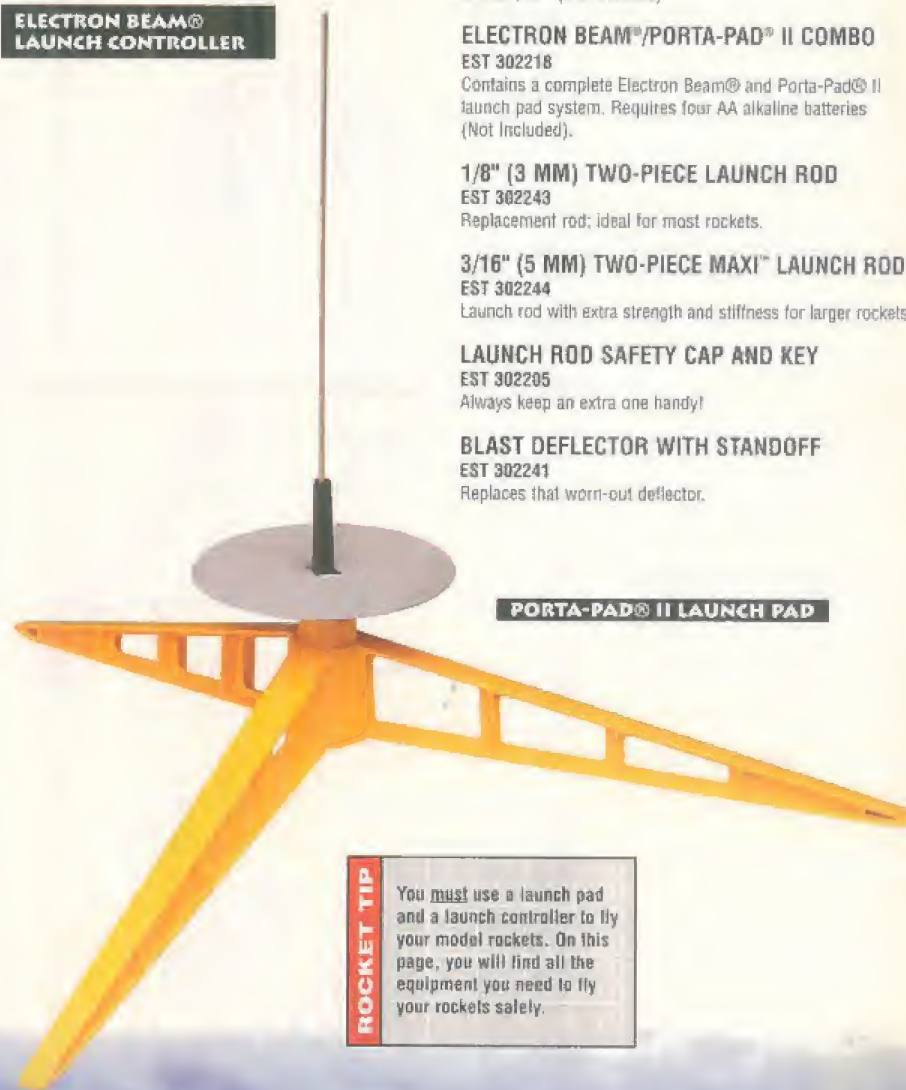 ELECTRON BEAM®
LAUNCH CONTROLLER
ELECTRON BEAM®/PORTA-PAD® II COMBO
EST 302218
Contains a complete Electron Beam® and Porta-Pad® II
launch pad system. Requires four AA alkaline batteries
(Not Included).
1/8" (3 MM) TWO-PIECE LAUNCH ROD
EST 302243
Replacement rod; ideal for most rockets.
3/16" (5 MM) TWO-PIECE MAXI™ LAUNCH ROD
EST 302244
Launch rod with extra strength and stiffness for larger rockets
LAUNCH ROD SAFETY CAP AND KEY
EST 302205
Always keep an extra one handy!
BLAST DEFLECTOR WITH STANDOFF
EST 302241
Replaces that worn-out deflector.
PORTA-PAD® II LAUNCH PAD
ROCKET TIP
You must use a launch pad
and a launch controller to fly
your model rockets. On this
page, you will find all the
equipment you need to fly
your rockets safely.